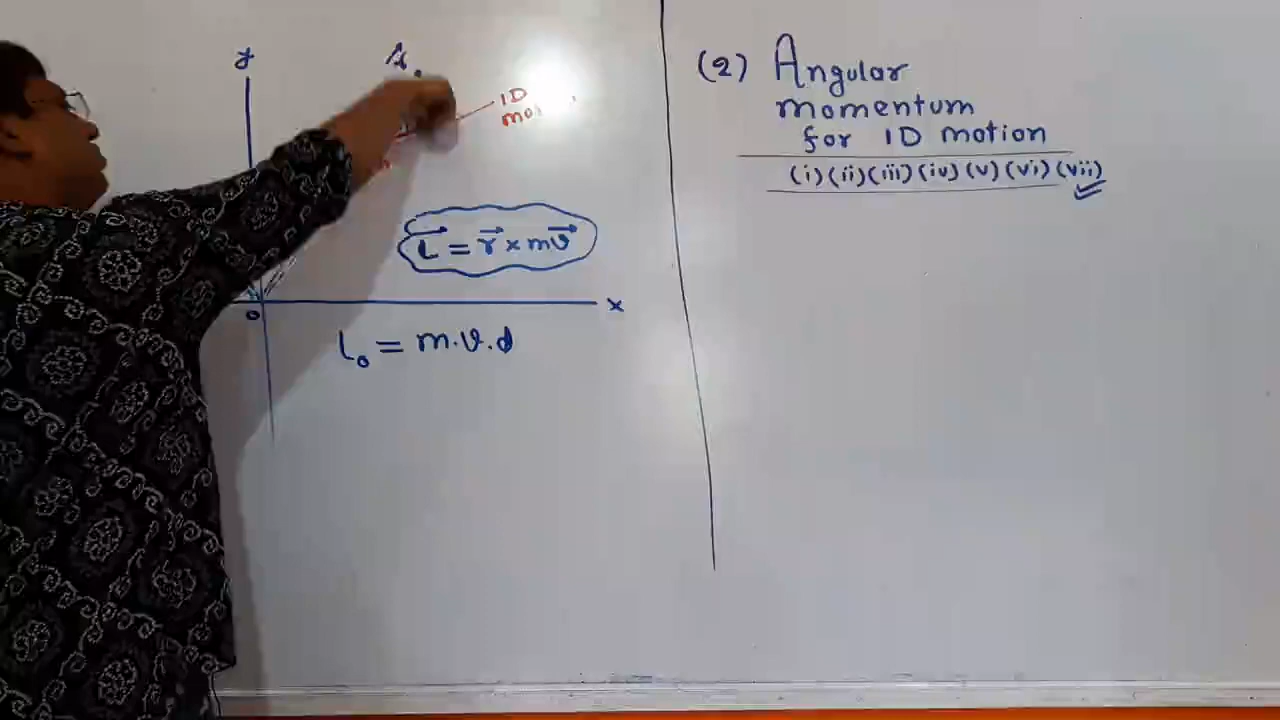 y
1D
L⃗ = r⃗ × mv⃗
x
o
L₀ = m.v.d
(2) Angular
momentum
for 1D motion
(i) (ii) (iii) (iv) (v) (vi) (vii)